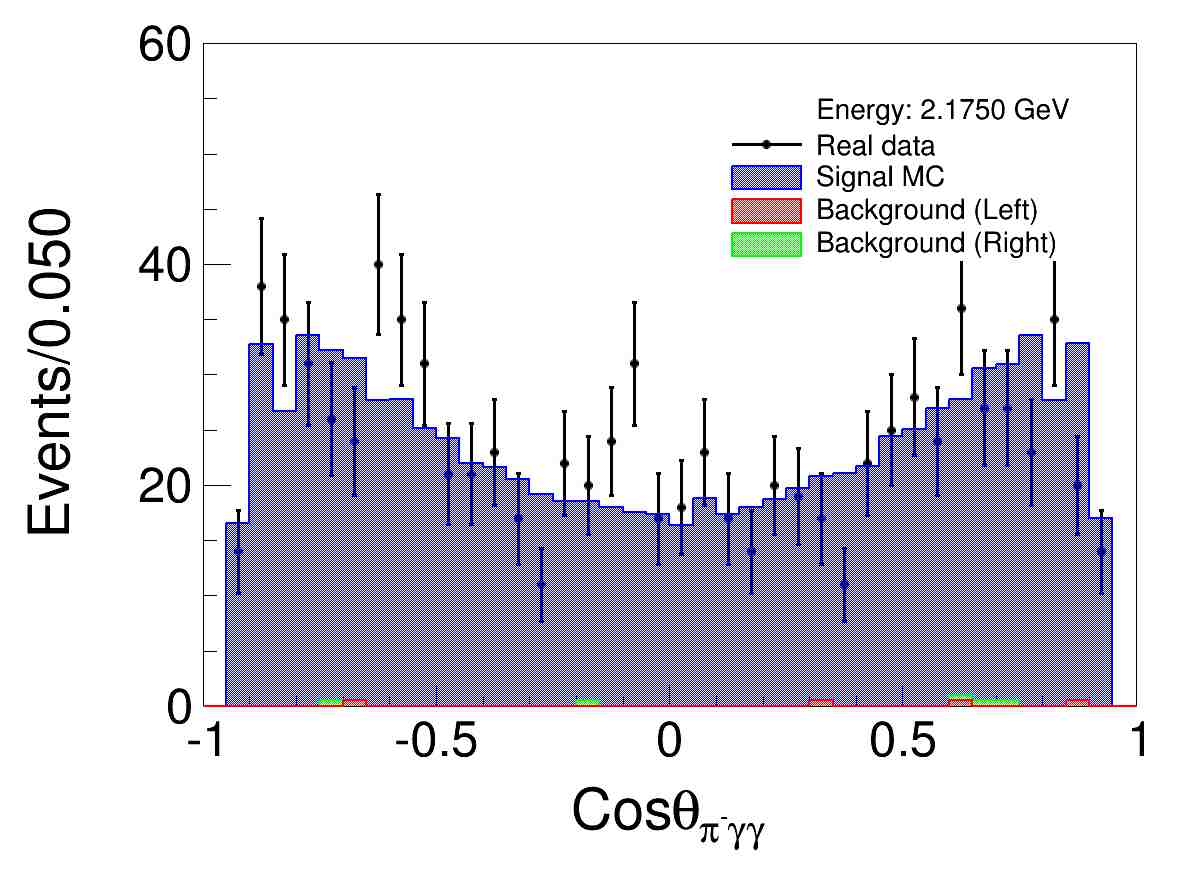 60
40
20
0
Events/0.050
Energy: 2.1750 GeV
Real data
Signal MC
Background (Left)
Background (Right)
-1
-0.5
0
0.5
1
Cosθπ⁻γγ